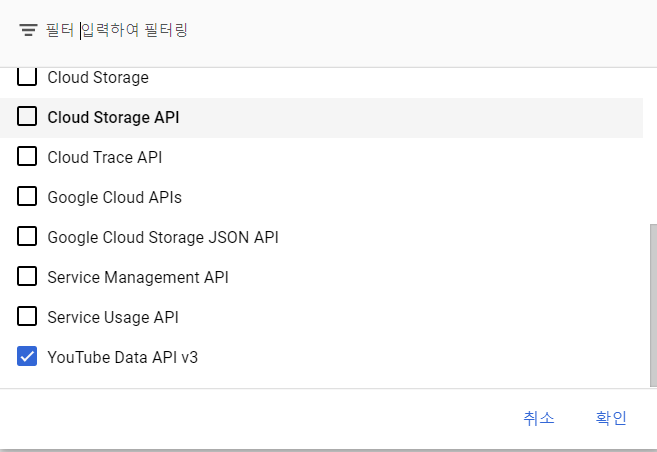 필터 입력하여 필터링
Cloud Storage
Cloud Storage API
Cloud Trace API
Google Cloud APIs
Google Cloud Storage JSON API
Service Management API
Service Usage API
YouTube Data API v3
취소 확인